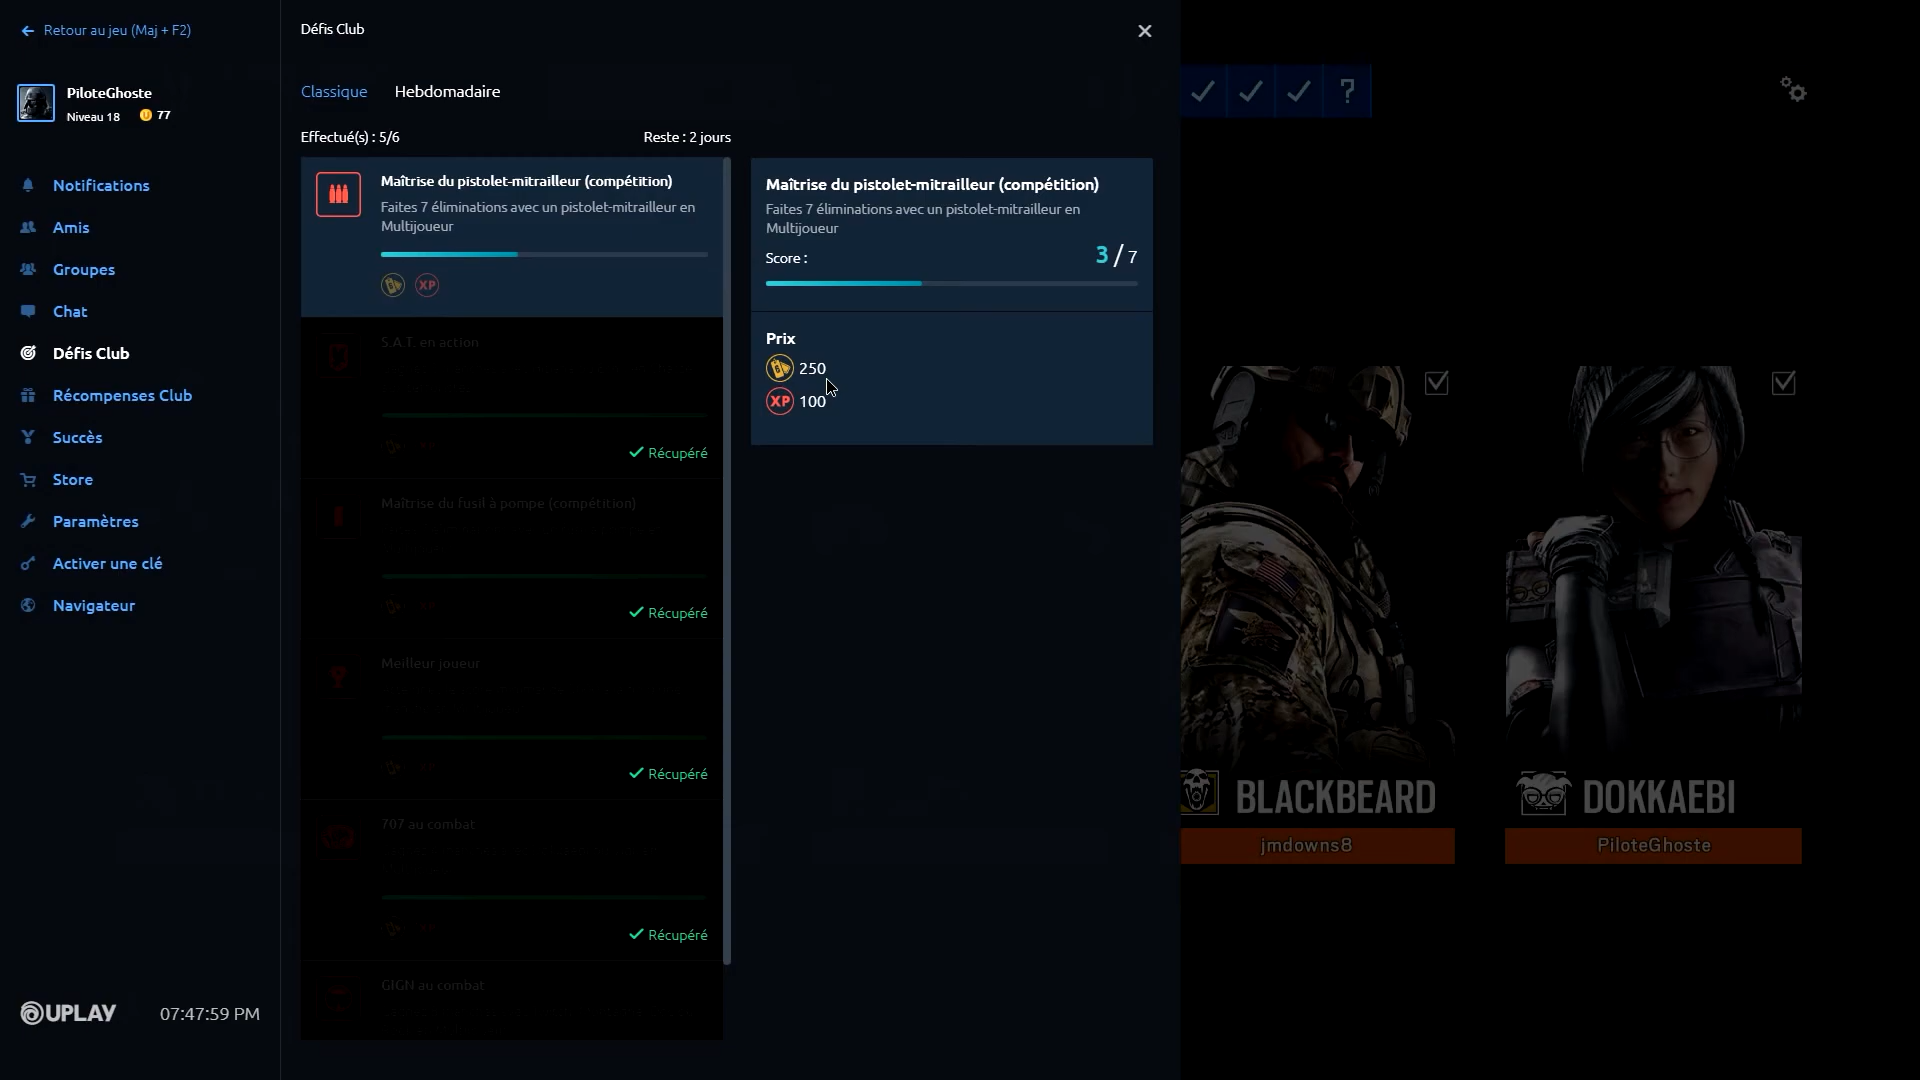 Retour au jeu (Maj + F2)
PiloteGhoste
Niveau 18
77
Notifications
Amis
Groupes
Chat
Défis Club
Récompenses Club
Succès
Store
Paramètres
Activer une clé
Navigateur
UPLAY
07:47:59 PM
Défis Club
Classique
Hebdomadaire
Effectué(s) : 5/6
Reste : 2 jours
Maîtrise du pistolet-mitrailleur (compétition)
Faites 7 éliminations avec un pistolet-mitrailleur en
Multijoueur
XP
S.A.T. en action
Récupéré
Maîtrise du fusil à pompe (compétition)
Récupéré
Meilleur joueur
Récupéré
707 au combat
Récupéré
GIGN au combat
Maîtrise du pistolet-mitrailleur (compétition)
Faites 7 éliminations avec un pistolet-mitrailleur en
Multijoueur
Score :
3 / 7
Prix
250
XP 100
?
BLACKBEARD
jmdowns8
DOKKAEBI
PiloteGhoste